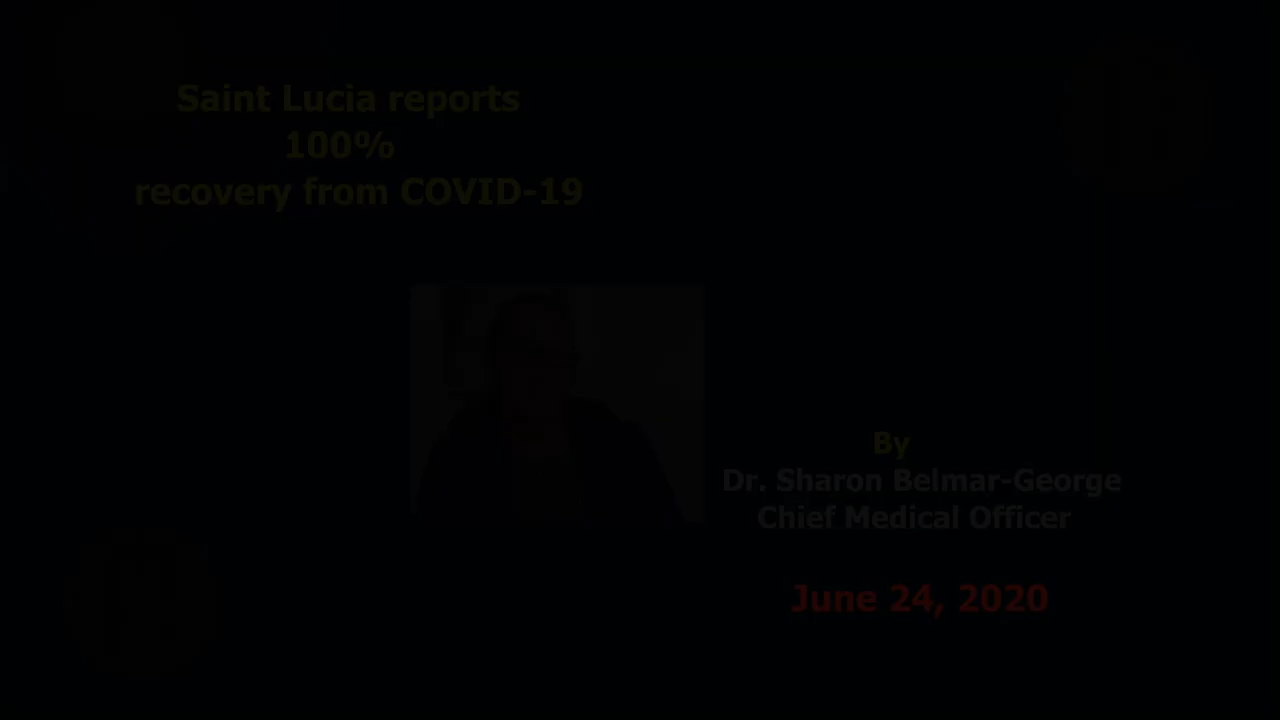 Saint Lucia reports
100%
recovery from COVID-19
By
Dr. Sharon Belmar-George
Chief Medical Officer
June 24, 2020